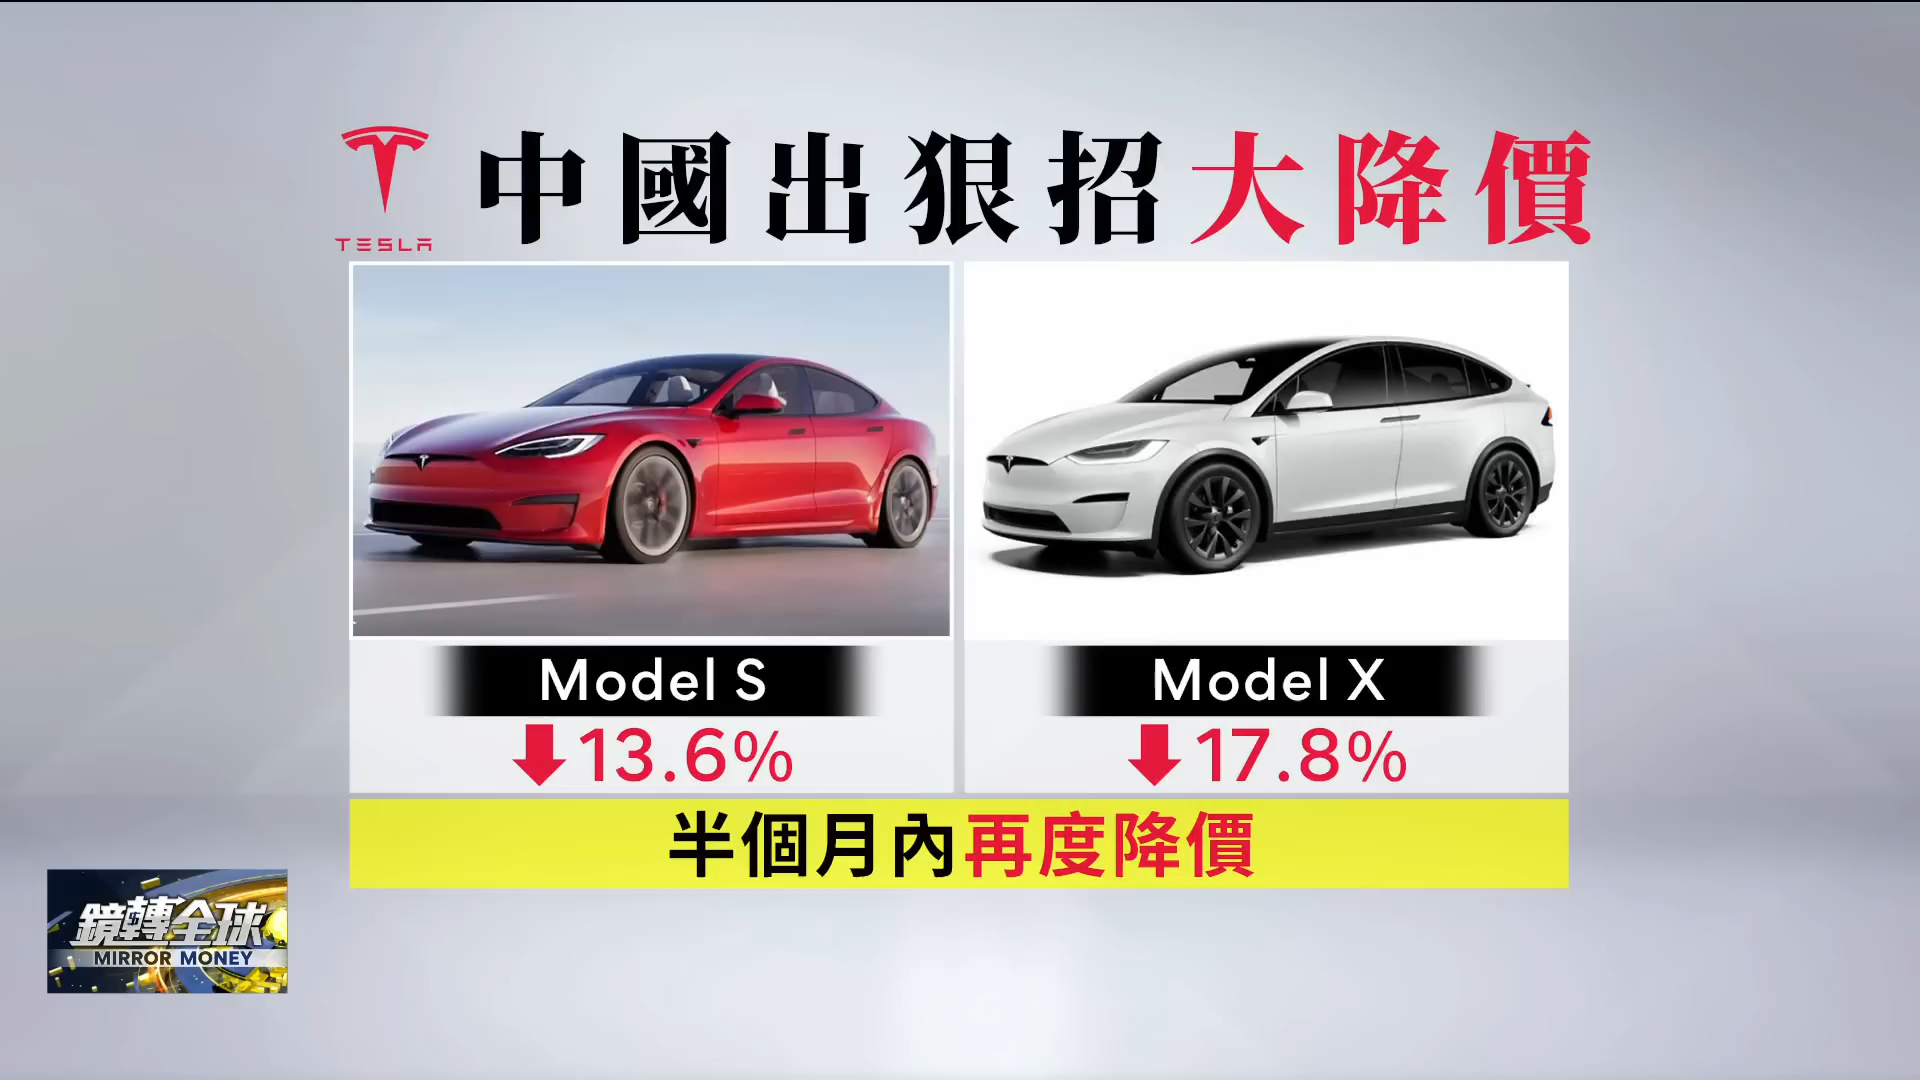 TESLA 中國出狠招大降價
Model S
↓13.6%
Model X
↓17.8%
半個月內再度降價
鏡轉全球
MIRROR MONEY